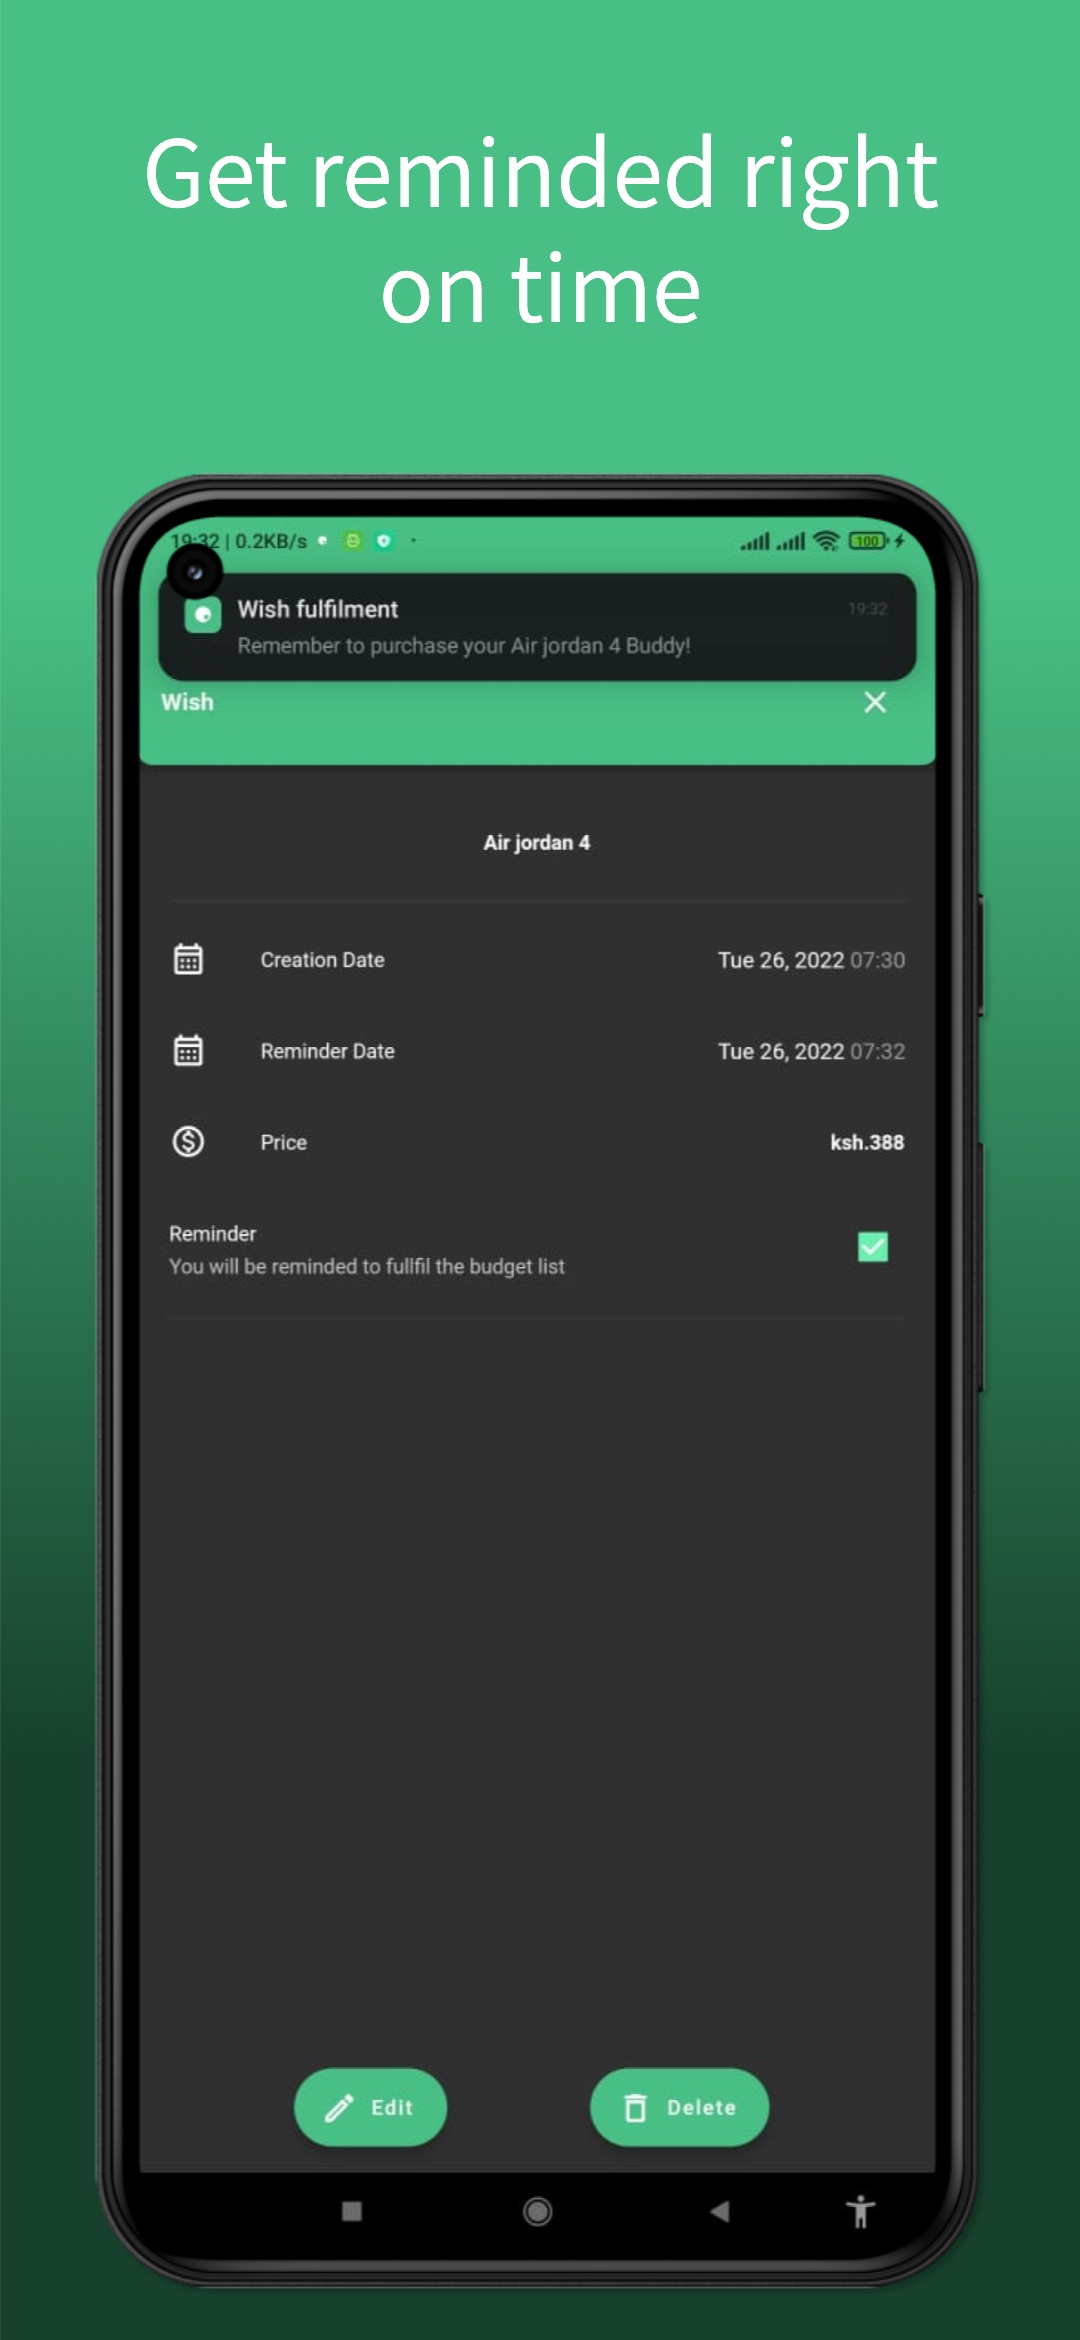 Get reminded right
on time
19:32 | 0.2KB/s
100
Wish fulfilment 19:32
Remember to purchase your Air jordan 4 Buddy!
Wish
Air jordan 4
Creation Date Tue 26, 2022 07:30
Reminder Date Tue 26, 2022 07:32
Price ksh.388
Reminder
You will be reminded to fullfil the budget list
Edit Delete